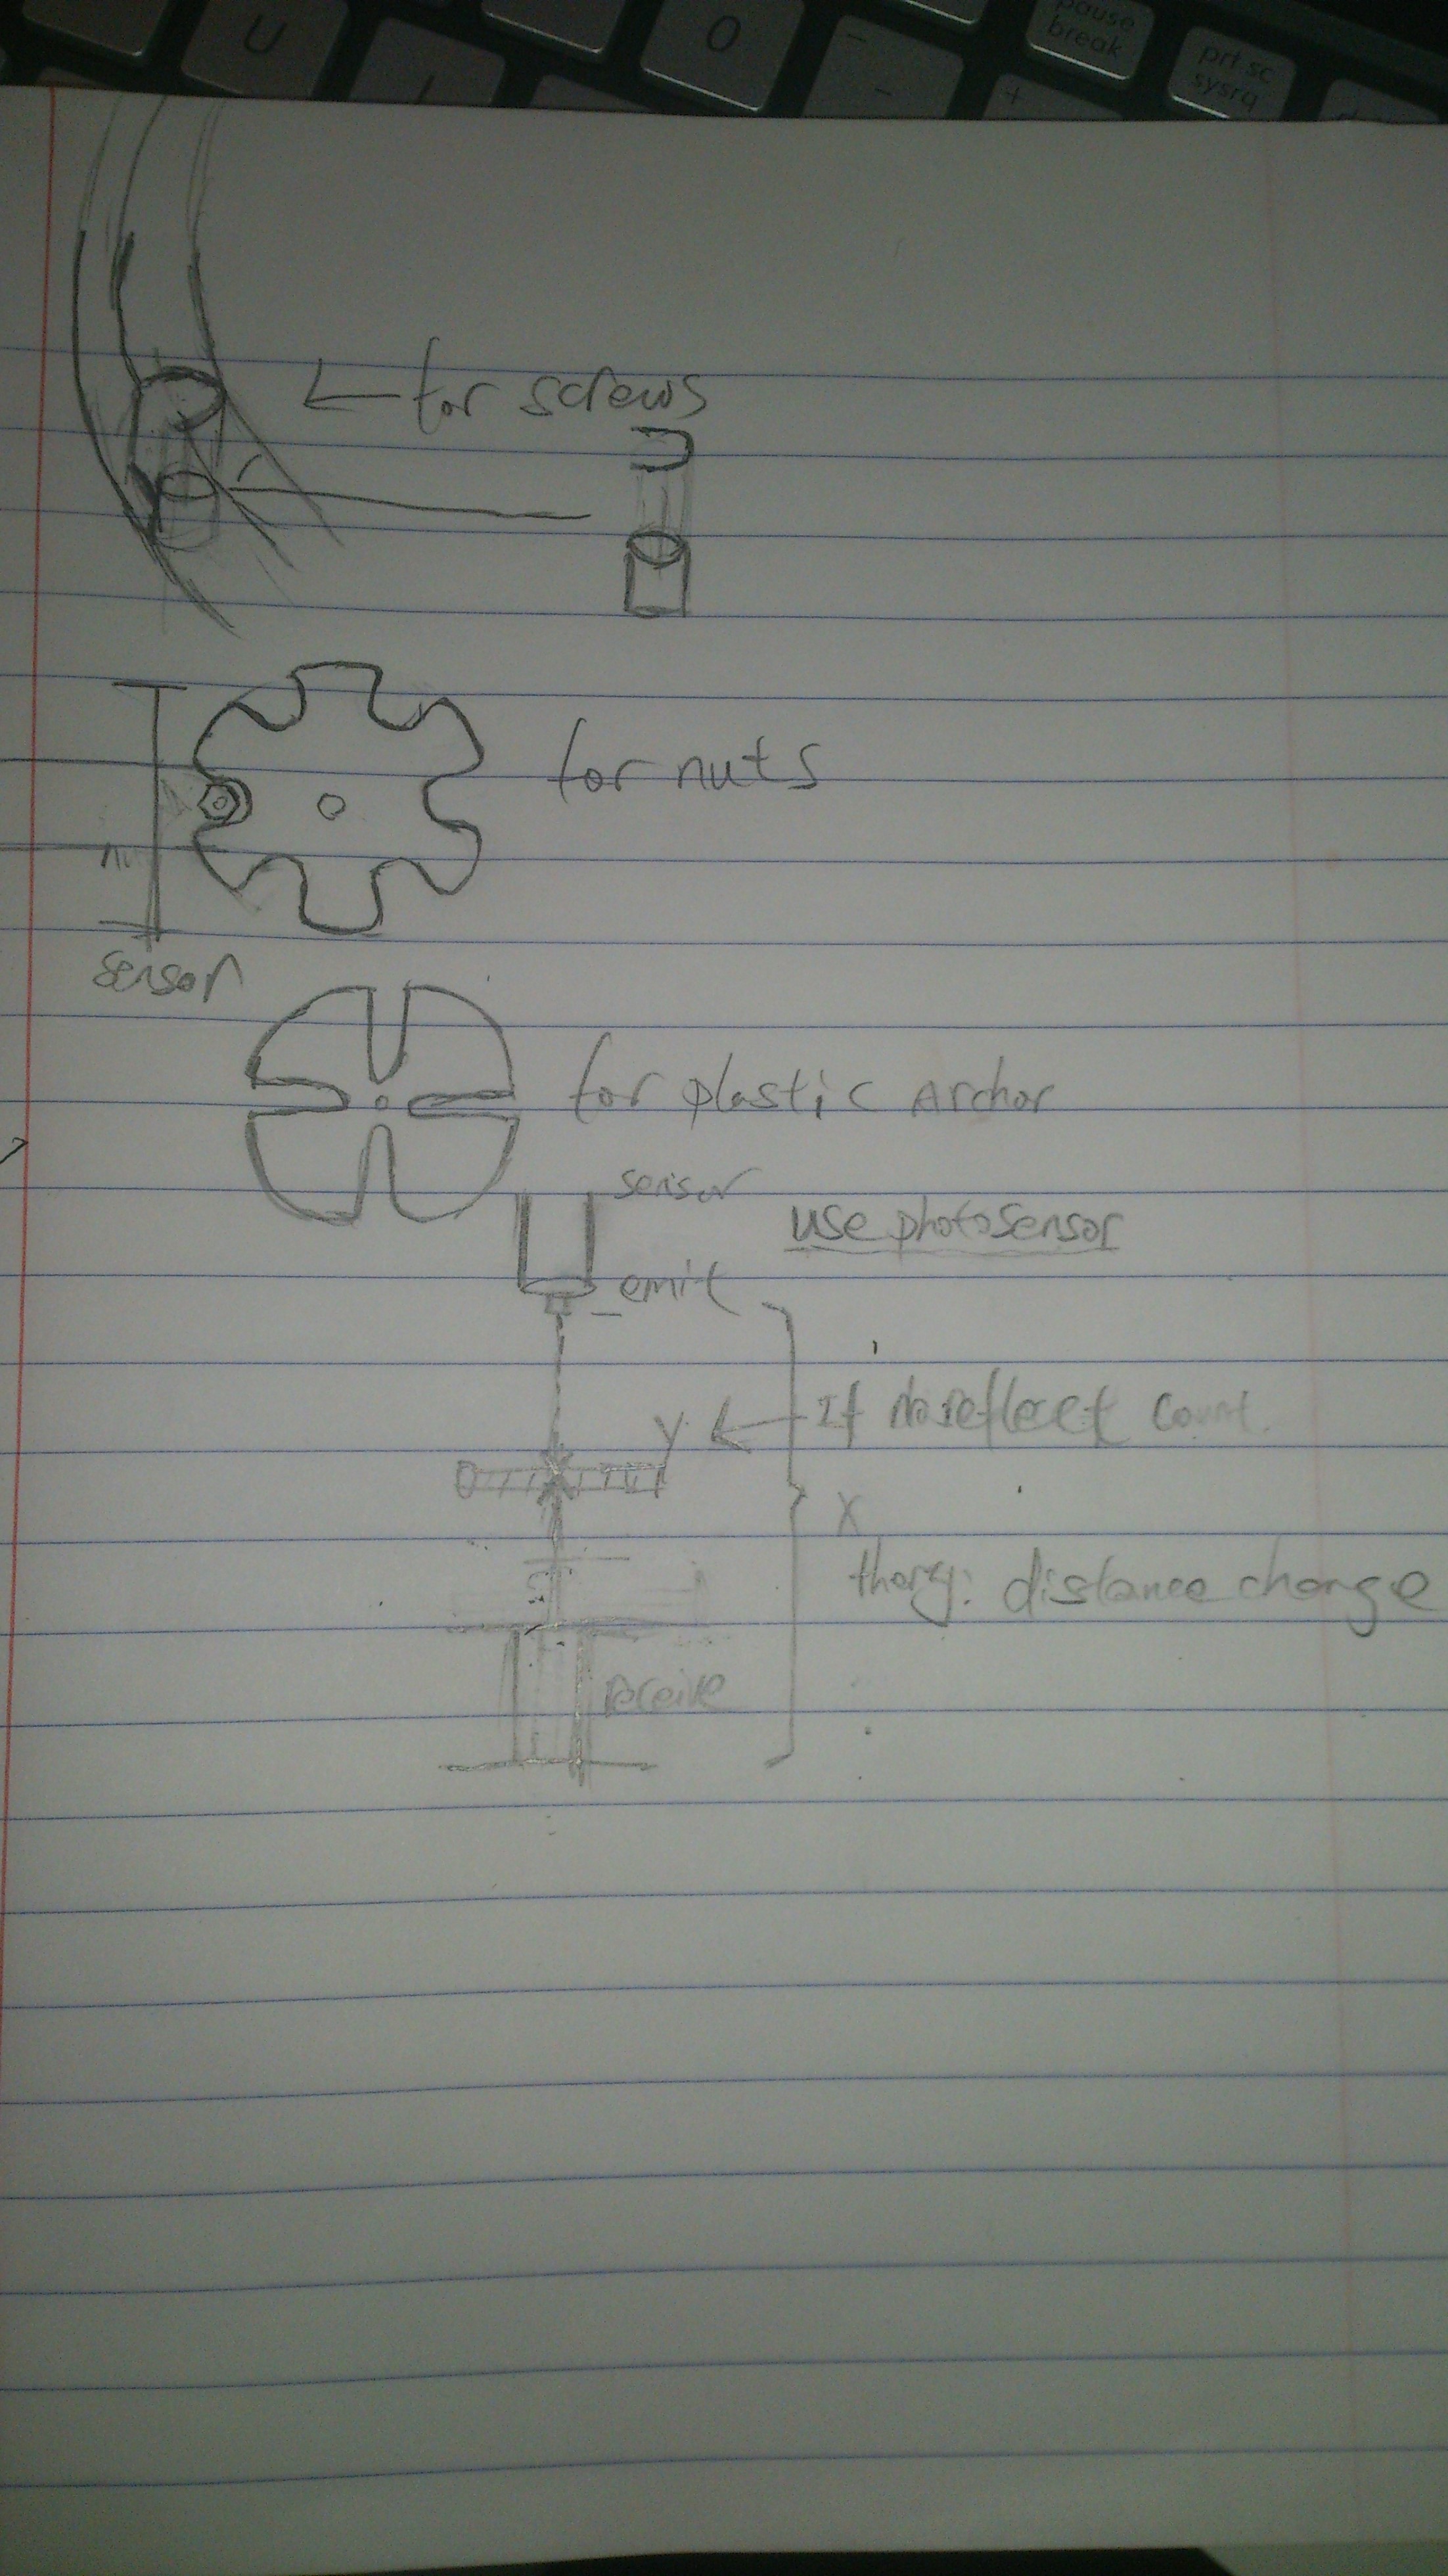 U
O
pause
break
prt sc
sysrq
← for screws
for nuts
sensor
for plastic Archor
sensor
use photosensor
emit
Y ← If no reflect count
X
thory: distance change
receive